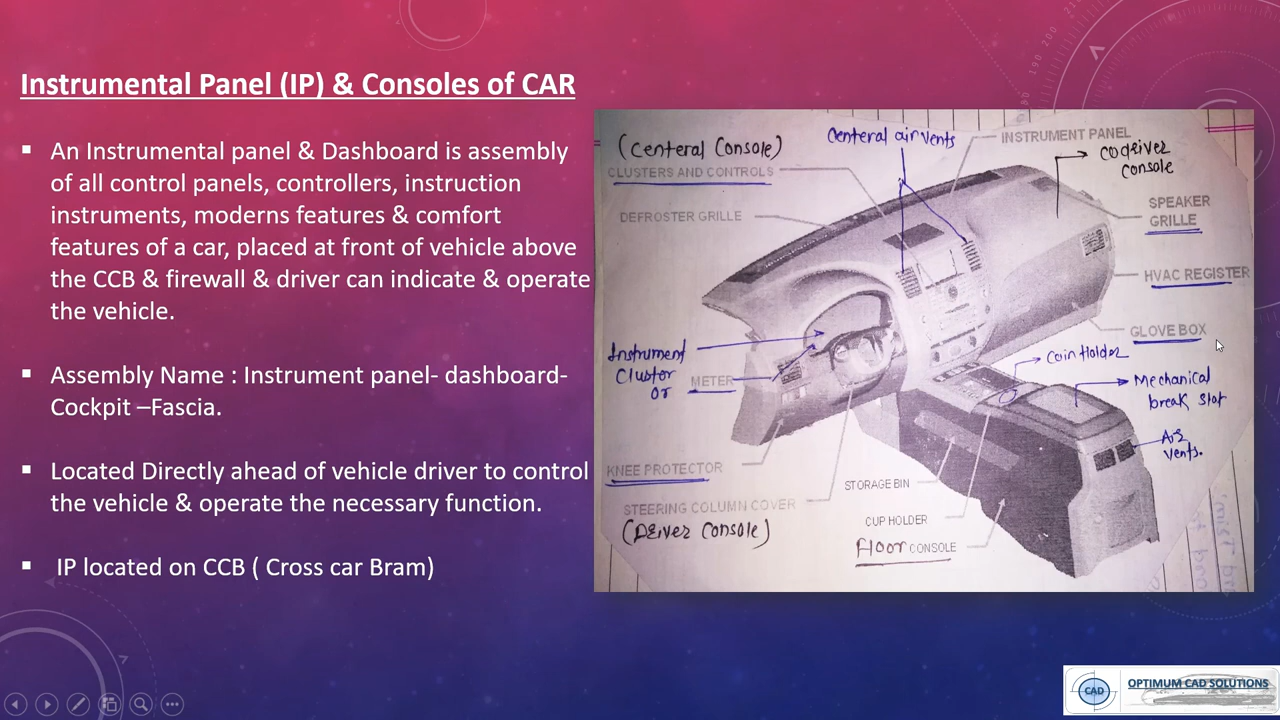 Instrumental Panel (IP) & Consoles of CAR
▪ An Instrumental panel & Dashboard is assembly
of all control panels, controllers, instruction
instruments, moderns features & comfort
features of a car, placed at front of vehicle above
the CCB & firewall & driver can indicate & operate
the vehicle.
▪ Assembly Name : Instrument panel- dashboard-
Cockpit –Fascia.
▪ Located Directly ahead of vehicle driver to control
the vehicle & operate the necessary function.
▪ IP located on CCB ( Cross car Bram)
(Centeral Console)
CLUSTERS AND CONTROLS
DEFROSTER GRILLE
Centeral air vents
INSTRUMENT PANEL
codriver
console
SPEAKER
GRILLE
HVAC REGISTER
GLOVE BOX
Coin Holder
Mechanical
break slot
Air
vents.
Instrument
Cluster
or
METER
KNEE PROTECTOR
STEERING COLUMN COVER
(Driver Console)
STORAGE BIN
CUP HOLDER
Floor CONSOLE
CAD
OPTIMUM CAD SOLUTIONS